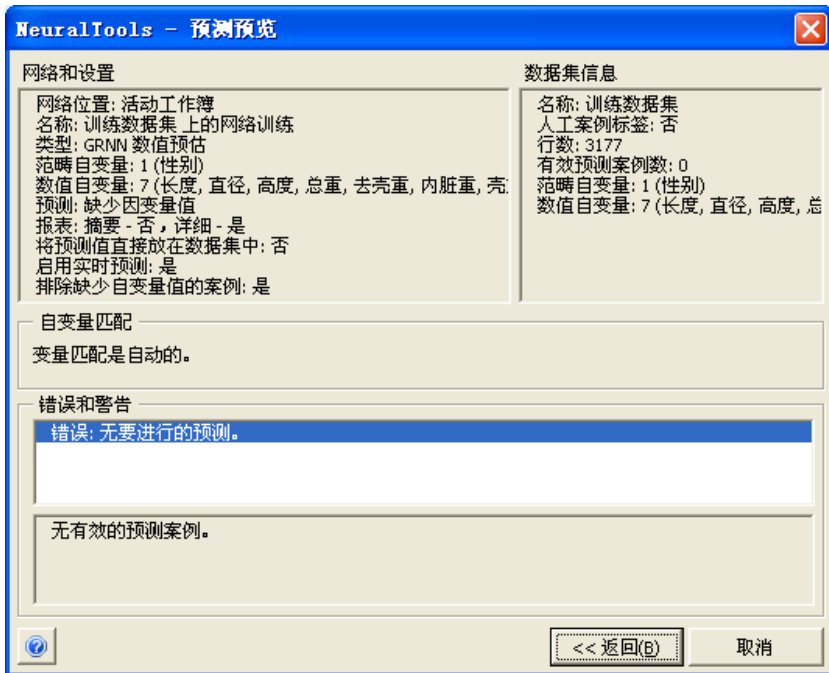 NeuralTools - 预测预览
网络和设置
网络位置: 活动工作簿
名称: 训练数据集 上的网络训练
类型: GRNN 数值预估
范畴自变量: 1 (性别)
数值自变量: 7 (长度, 直径, 高度, 总重, 去壳重, 内脏重, 壳
预测: 缺少因变量值
报表: 摘要 - 否，详细 - 是
将预测值直接放在数据集中: 否
启用实时预测: 是
排除缺少自变量值的案例: 是
数据集信息
名称: 训练数据集
人工案例标签: 否
行数: 3177
有效预测案例数: 0
范畴自变量: 1 (性别)
数值自变量: 7 (长度, 直径, 高度, 总
自变量匹配
变量匹配是自动的。
错误和警告
错误: 无要进行的预测。
无有效的预测案例。
<< 返回(B)
取消